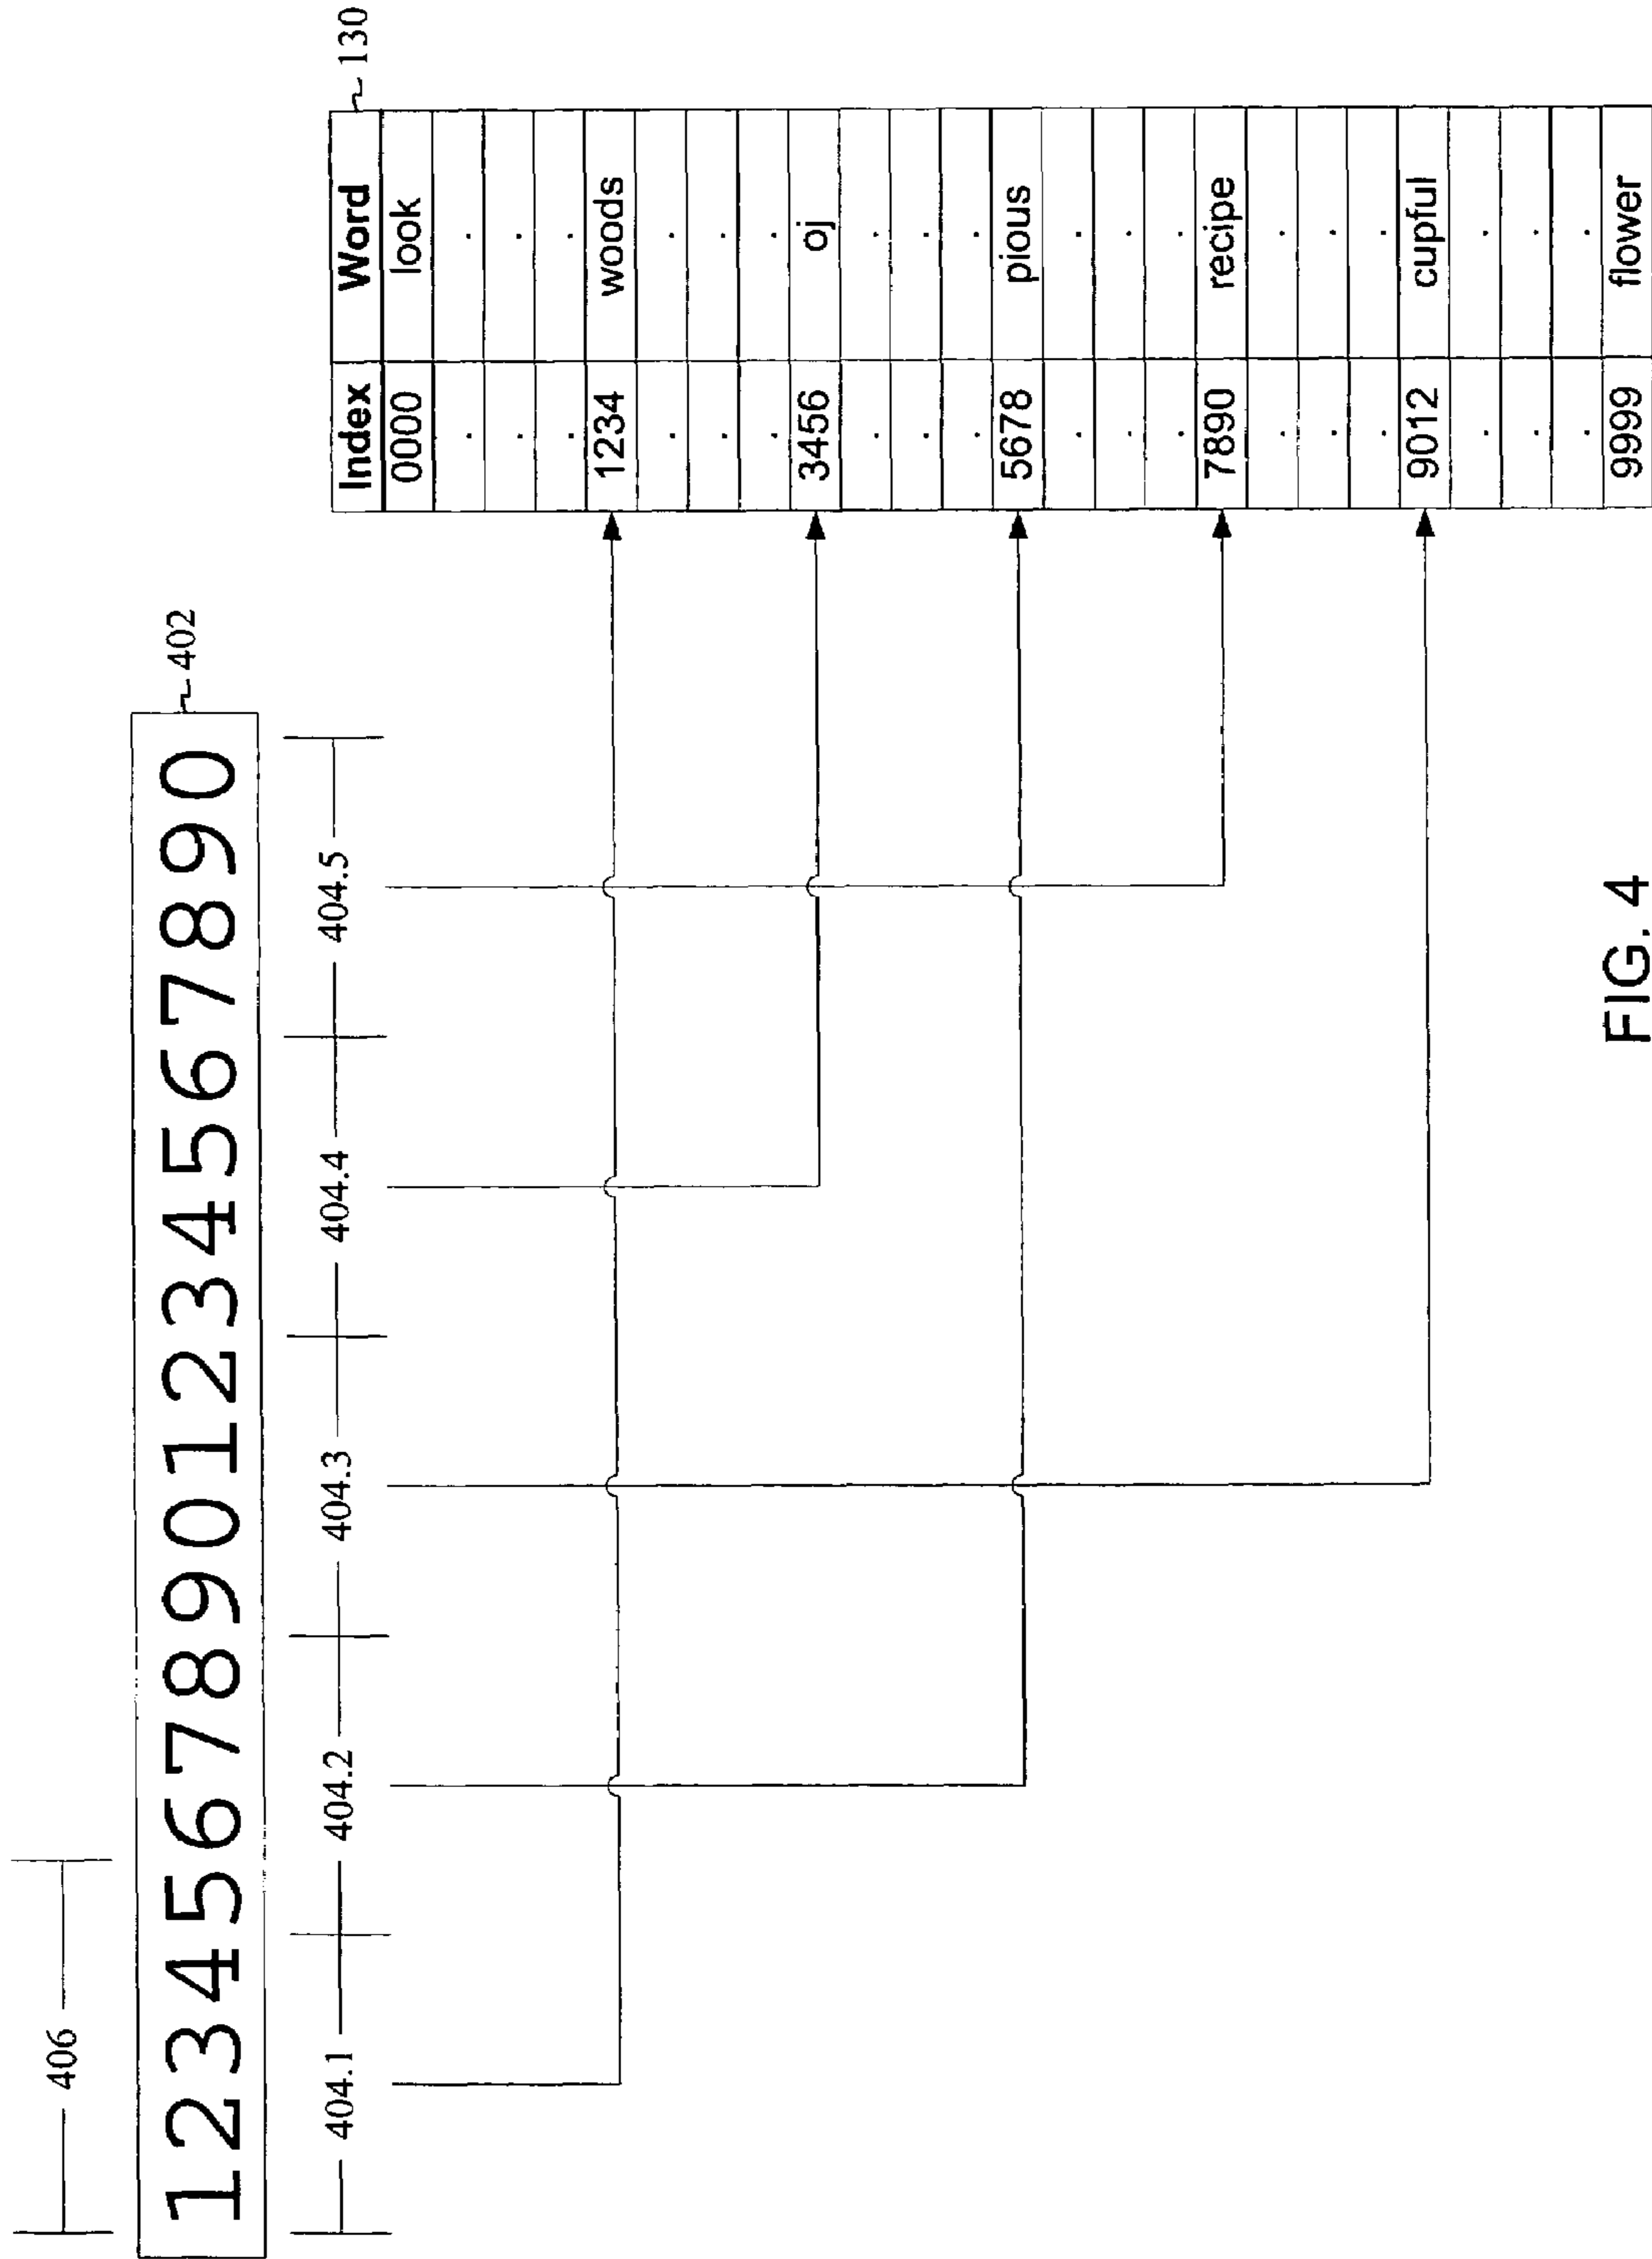 406
12345678901234567890
402
404.1 404.2 404.3 404.4 404.5
130
Index Word
0000 look
. .
. .
. .
1234 woods
. .
. .
. .
3456 oj
. .
. .
. .
5678 pious
. .
. .
. .
7890 recipe
. .
. .
. .
9012 cupful
. .
. .
. .
9999 flower
FIG. 4